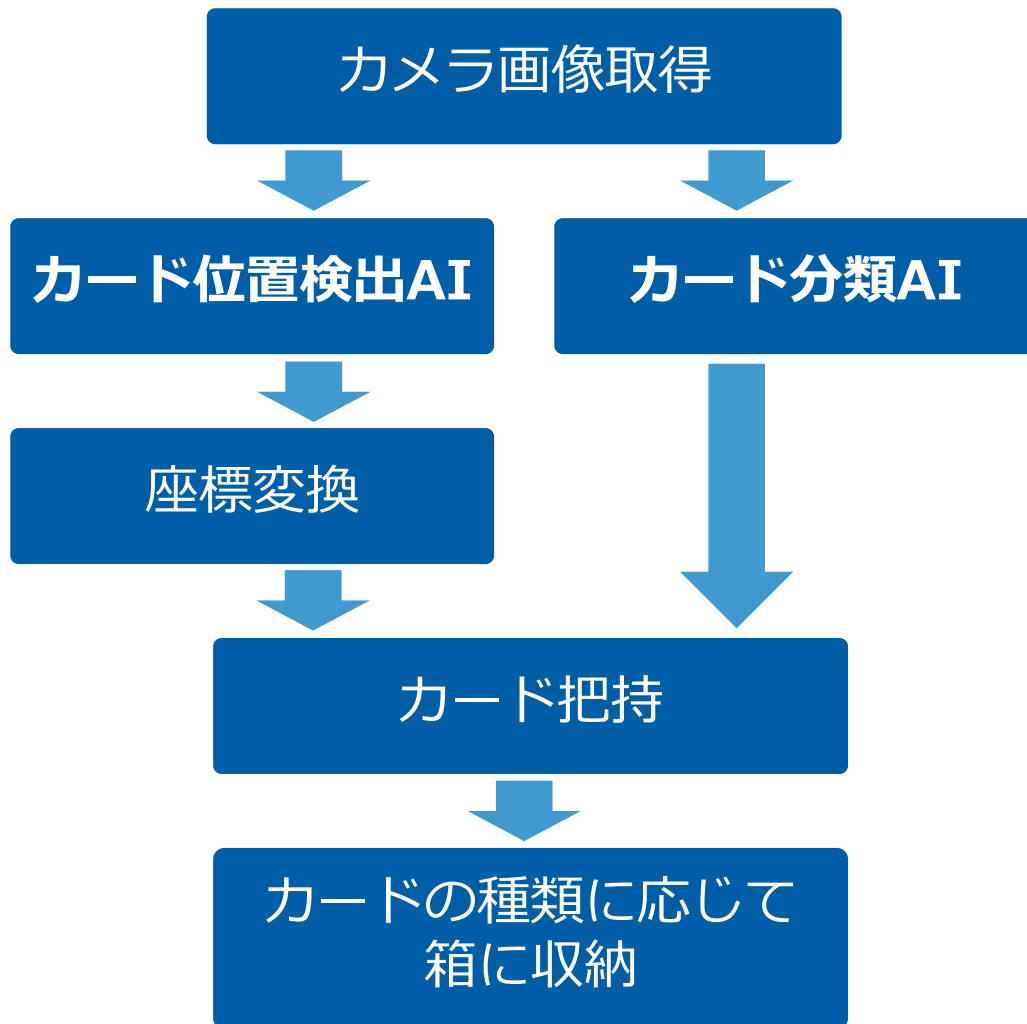 カメラ画像取得
カード位置検出AI
カード分類AI
座標変換
カード把持
カードの種類に応じて
箱に収納